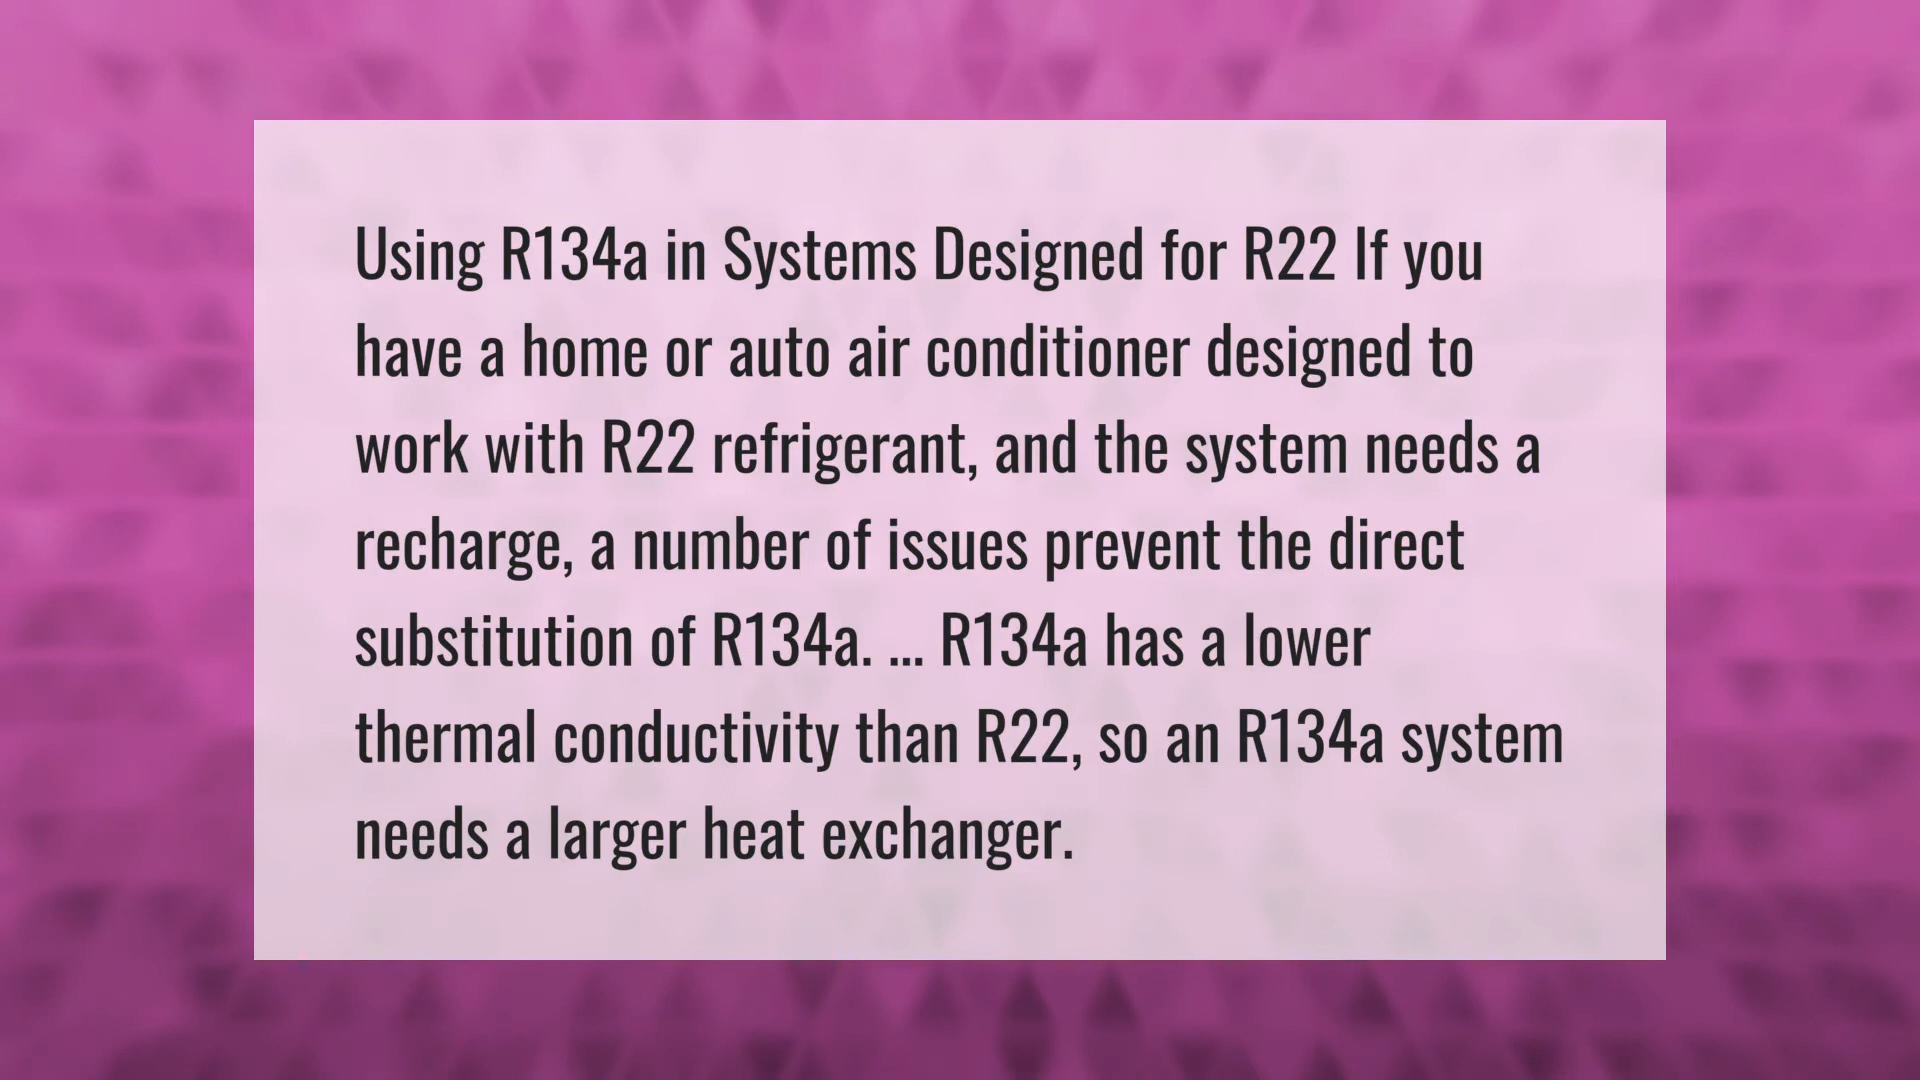 Using R134a in Systems Designed for R22 If you
have a home or auto air conditioner designed to
work with R22 refrigerant, and the system needs a
recharge, a number of issues prevent the direct
substitution of R134a. ... R134a has a lower
thermal conductivity than R22, so an R134a system
needs a larger heat exchanger.